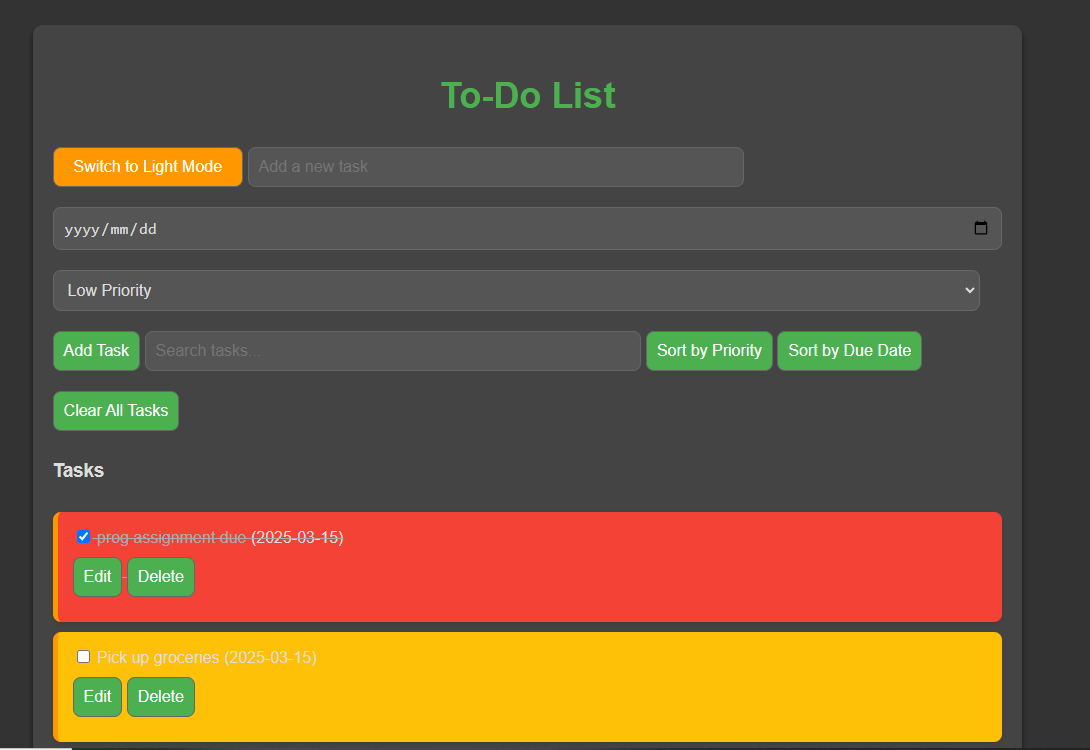 To-Do List
Switch to Light Mode Add a new task
yyyy/mm/dd
Low Priority
Add Task Search tasks... Sort by Priority Sort by Due Date
Clear All Tasks
Tasks
prog assignment due (2025-03-15)
Edit Delete
Pick up groceries (2025-03-15)
Edit Delete